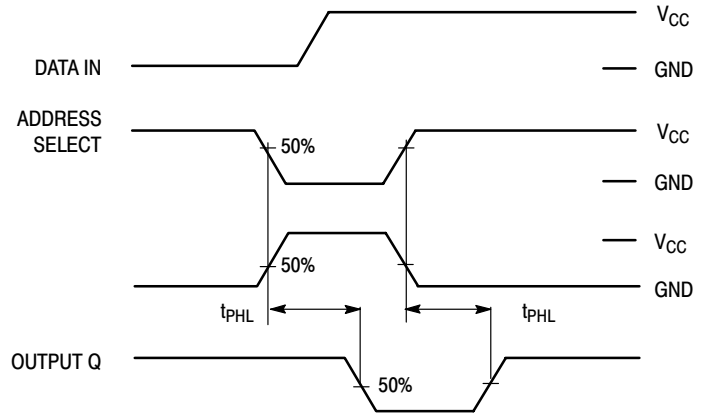 V_CC
DATA IN
GND
ADDRESS
SELECT
V_CC
50%
GND
V_CC
50%
GND
t_PHL
t_PHL
OUTPUT Q
50%